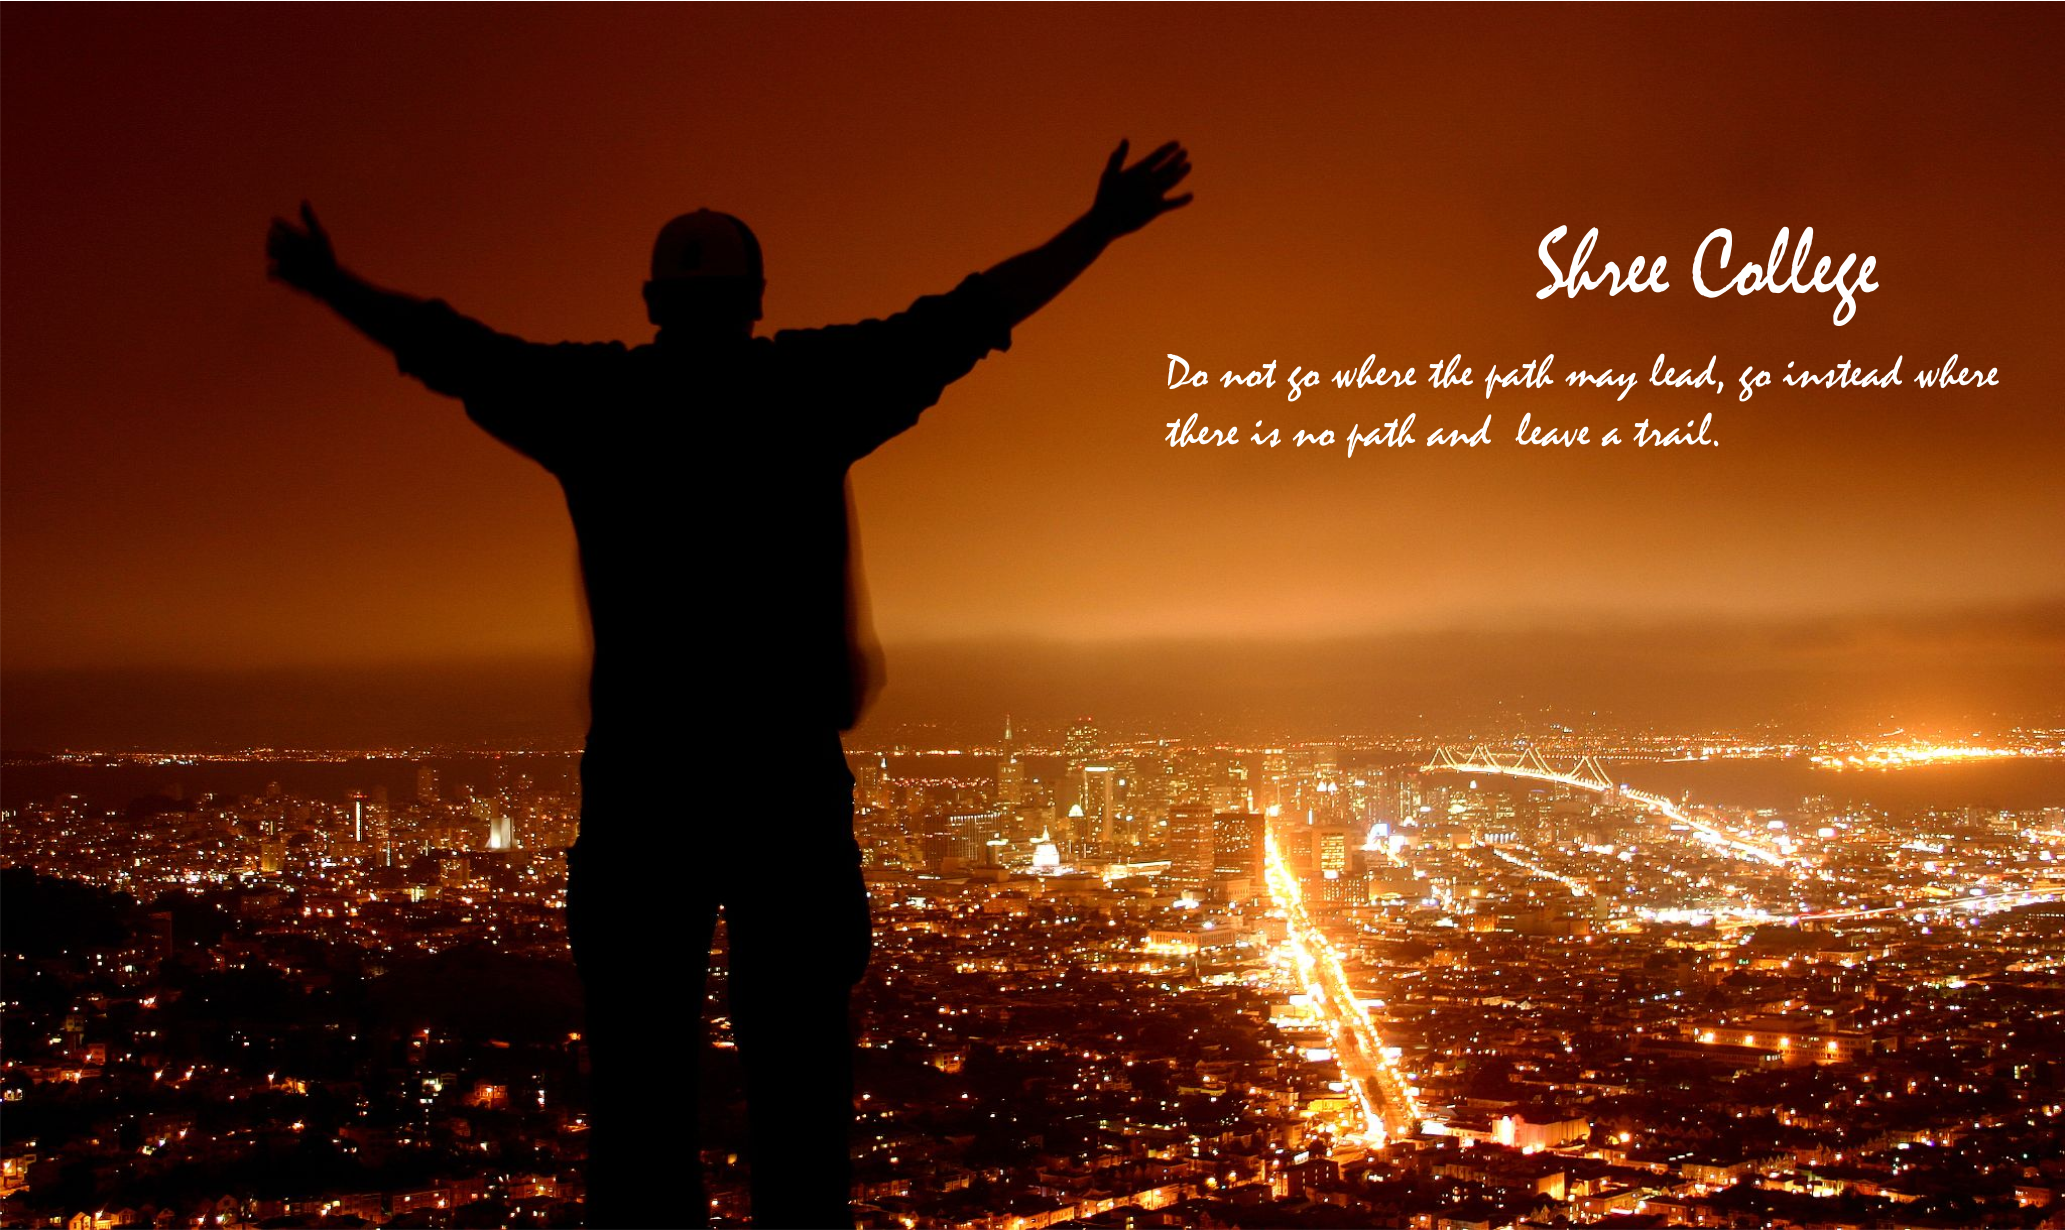 Shree College
Do not go where the path may lead, go instead where
there is no path and leave a trail.